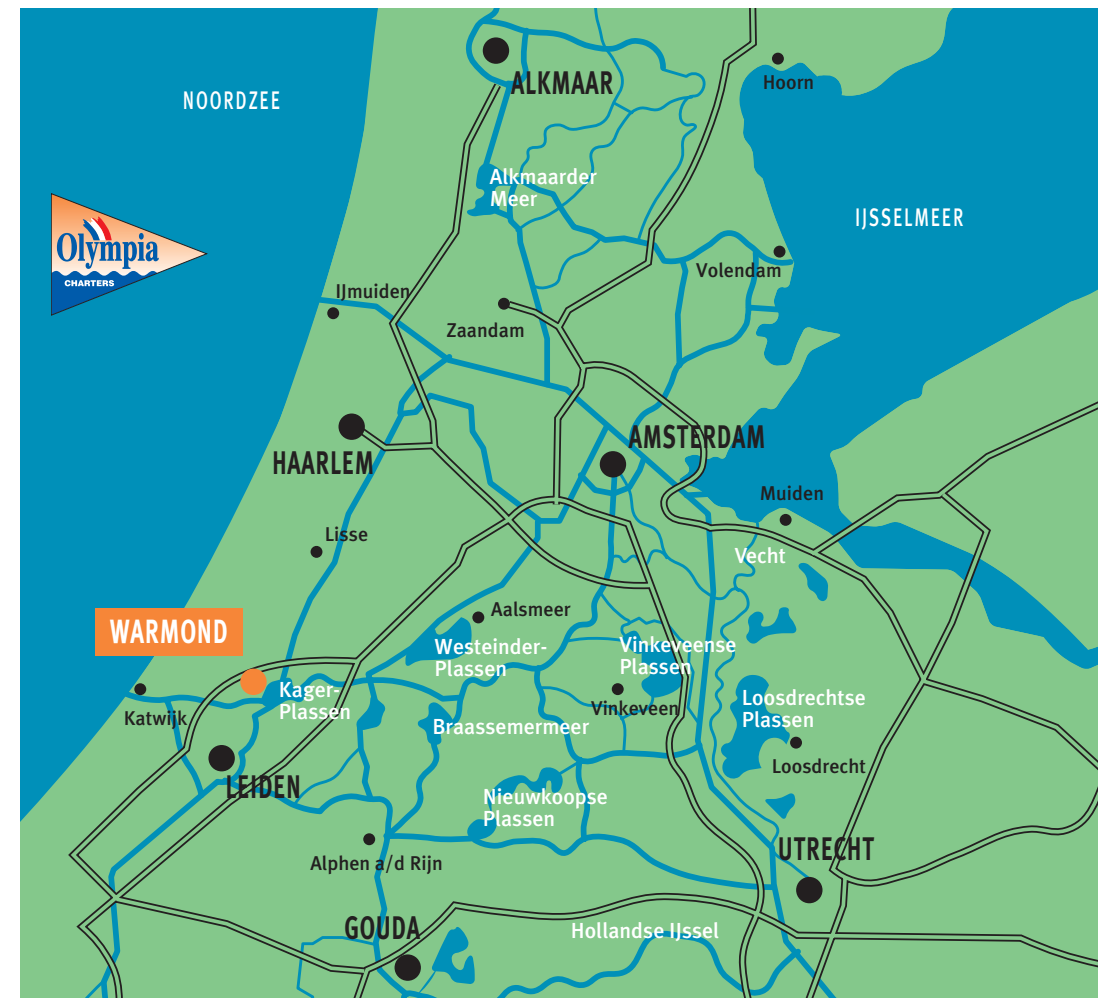 ALKMAAR
Hoorn
NOORDZEE
Alkmaarder
Meer
IJSSELMEER
Olympia
CHARTERS
Volendam
IJmuiden
Zaandam
AMSTERDAM
HAARLEM
Muiden
Lisse
Vecht
Aalsmeer
WARMOND
Westeinder-
Plassen
Vinkeveense
Plassen
Kager-
Plassen
Katwijk
Vinkeveen
Loosdrechtse
Plassen
Braassemermeer
Loosdrecht
LEIDEN
Nieuwkoopse
Plassen
UTRECHT
Alphen a/d Rijn
GOUDA
Hollandse IJssel